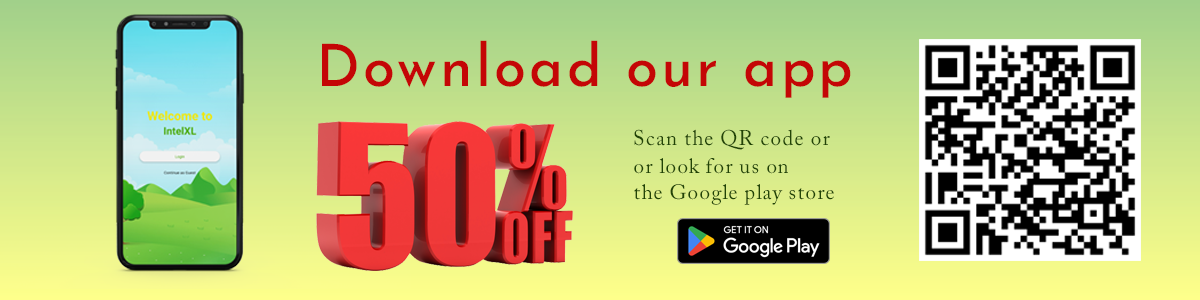 Welcome to
IntelXL
Login
Continue as Guest
Download our app
50% OFF
Scan the QR code or
or look for us on
the Google play store
GET IT ON
Google Play